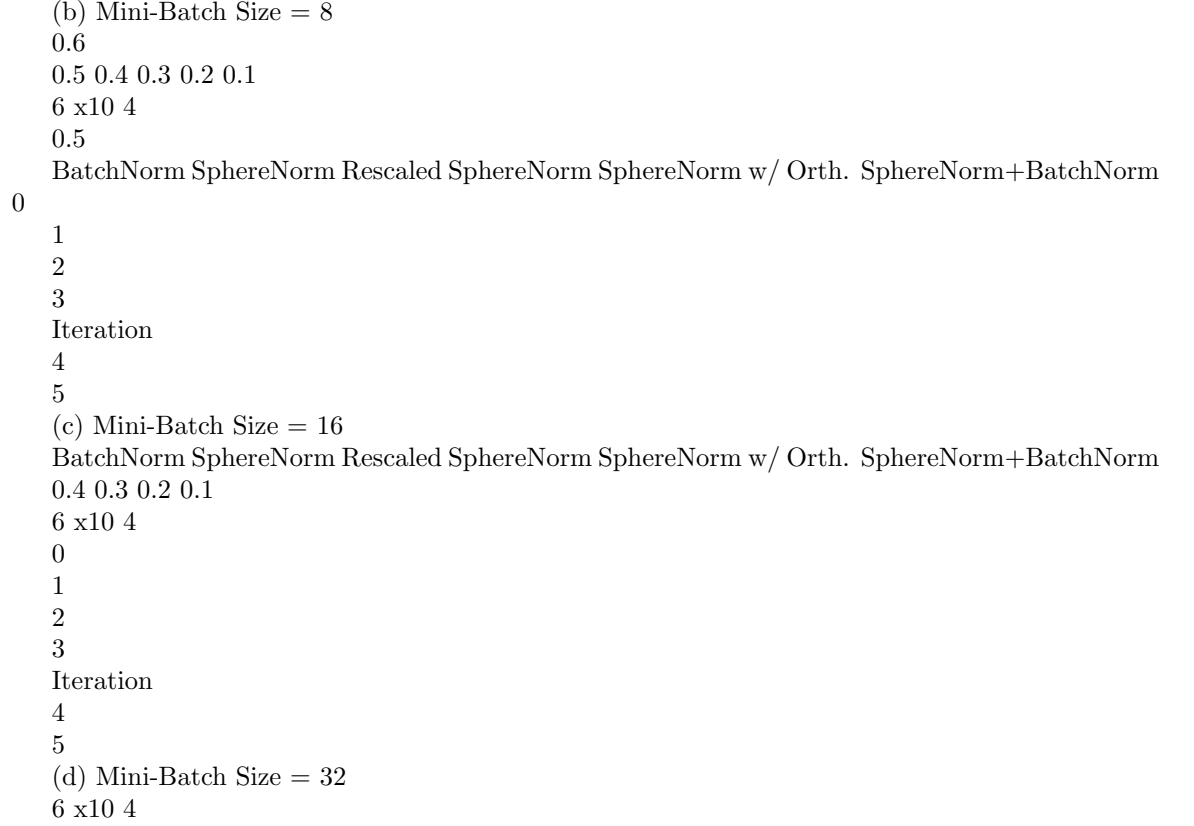 (b) Mini-Batch Size = 8
0.6
0.5 0.4 0.3 0.2 0.1
6 x10 4
0.5
BatchNorm SphereNorm Rescaled SphereNorm SphereNorm w/ Orth. SphereNorm+BatchNorm
0
1
2
3
Iteration
4
5
(c) Mini-Batch Size = 16
BatchNorm SphereNorm Rescaled SphereNorm SphereNorm w/ Orth. SphereNorm+BatchNorm
0.4 0.3 0.2 0.1
6 x10 4
0
1
2
3
Iteration
4
5
(d) Mini-Batch Size = 32
6 x10 4